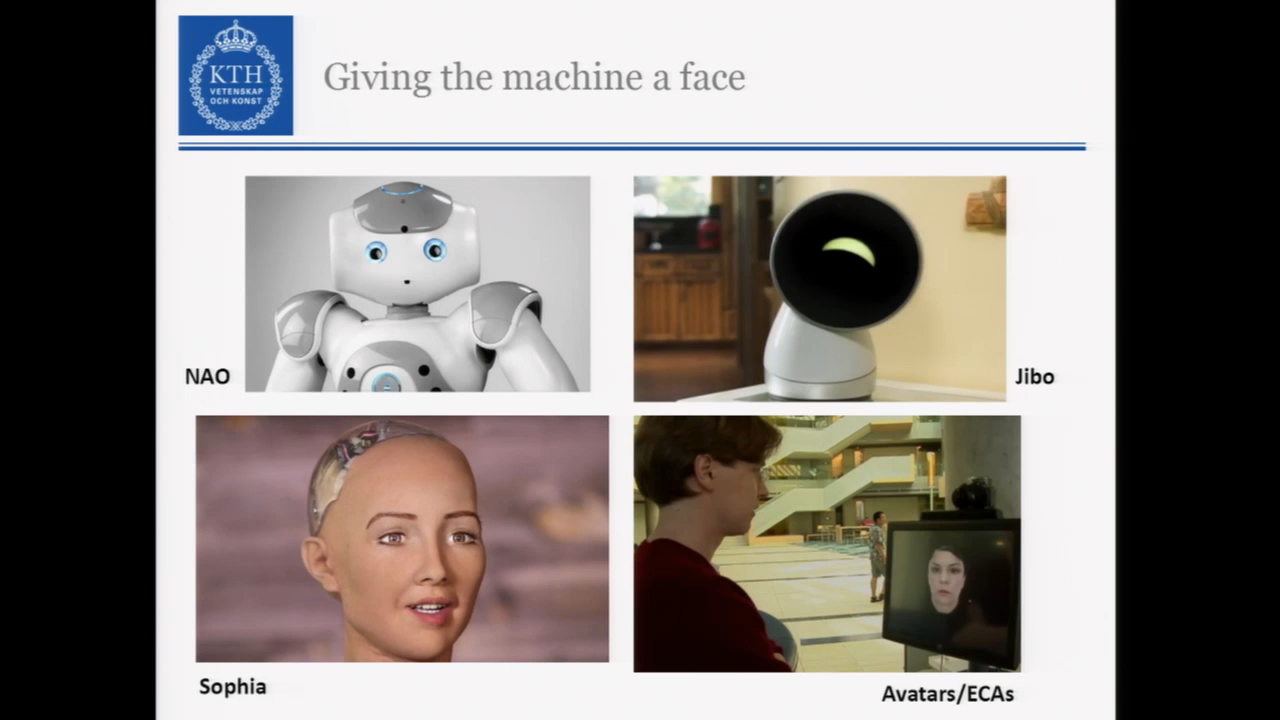 KTH
VETENSKAP
OCH KONST
Giving the machine a face
NAO
Jibo
Sophia
Avatars/ECAs